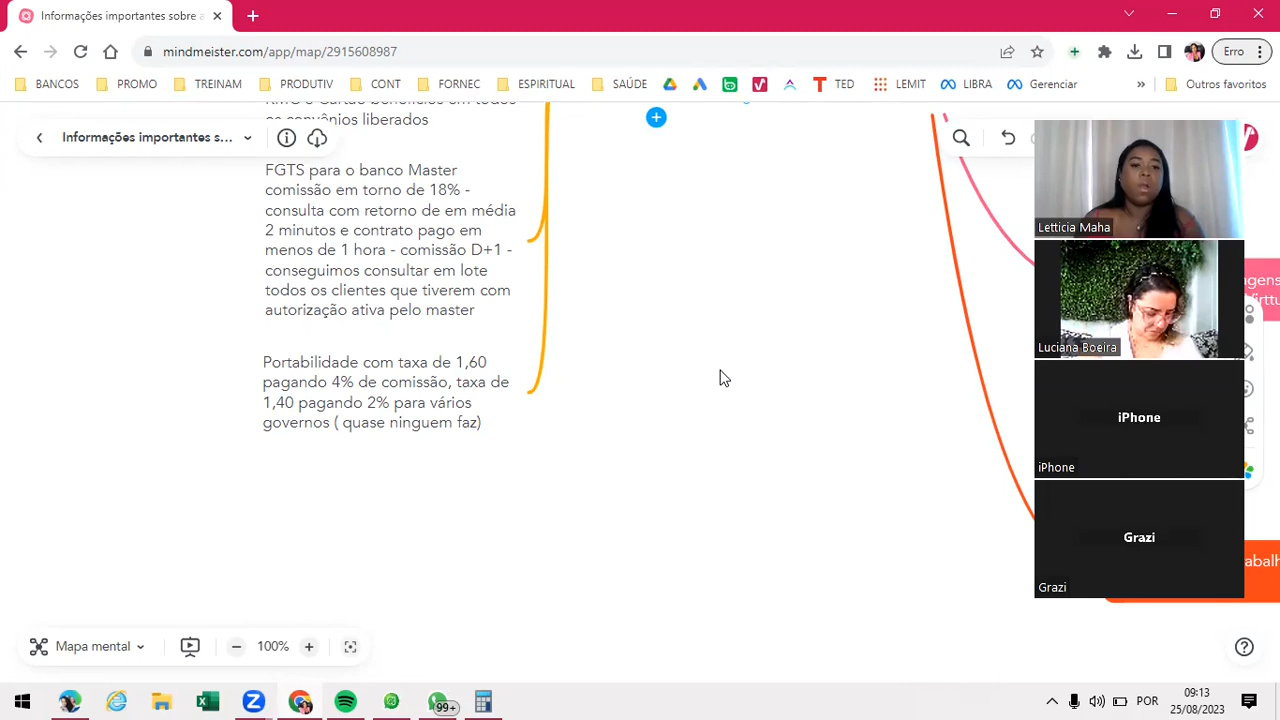 Informações importantes sobre a
mindmeister.com/app/map/2915608987
Erro
BANCOS
PROMO
TREINAM
PRODUTIV
CONT
FORNEC
ESPIRITUAL
SAÚDE
TED
LEMIT
LIBRA
Gerenciar
»
Outros favoritos
os convênios liberados
Informações importantes s...
FGTS para o banco Master
comissão em torno de 18% -
consulta com retorno de em média
2 minutos e contrato pago em
menos de 1 hora - comissão D+1 -
conseguimos consultar em lote
todos os clientes que tiverem com
autorização ativa pelo master
Portabilidade com taxa de 1,60
pagando 4% de comissão, taxa de
1,40 pagando 2% para vários
governos ( quase ninguem faz)
Letticia Maha
Luciana Boeira
iPhone
iPhone
Grazi
Grazi
Mapa mental
100%
99+
POR
09:13
25/08/2023